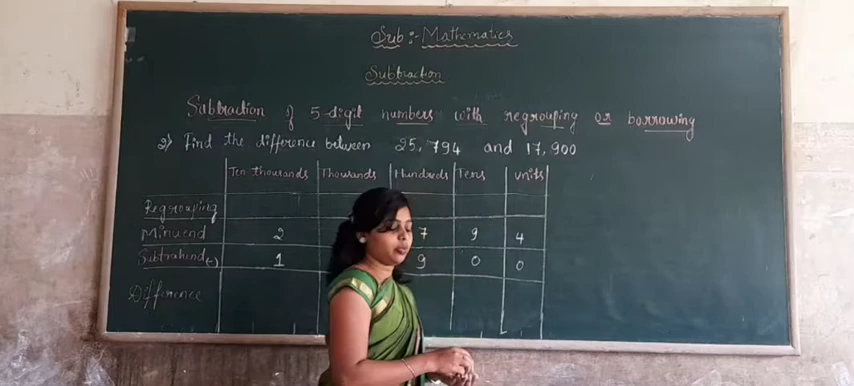 Sub :- Mathematics
Subtraction
Subtraction of 5-digit numbers with regrouping or borrowing
2) Find the difference between 25,794 and 17,900
Ten thousands Thousands Hundreds Tens Units
Regrouping
Minuend 2 7 9 4
Subtrahend (-) 1 9 0 0
Difference